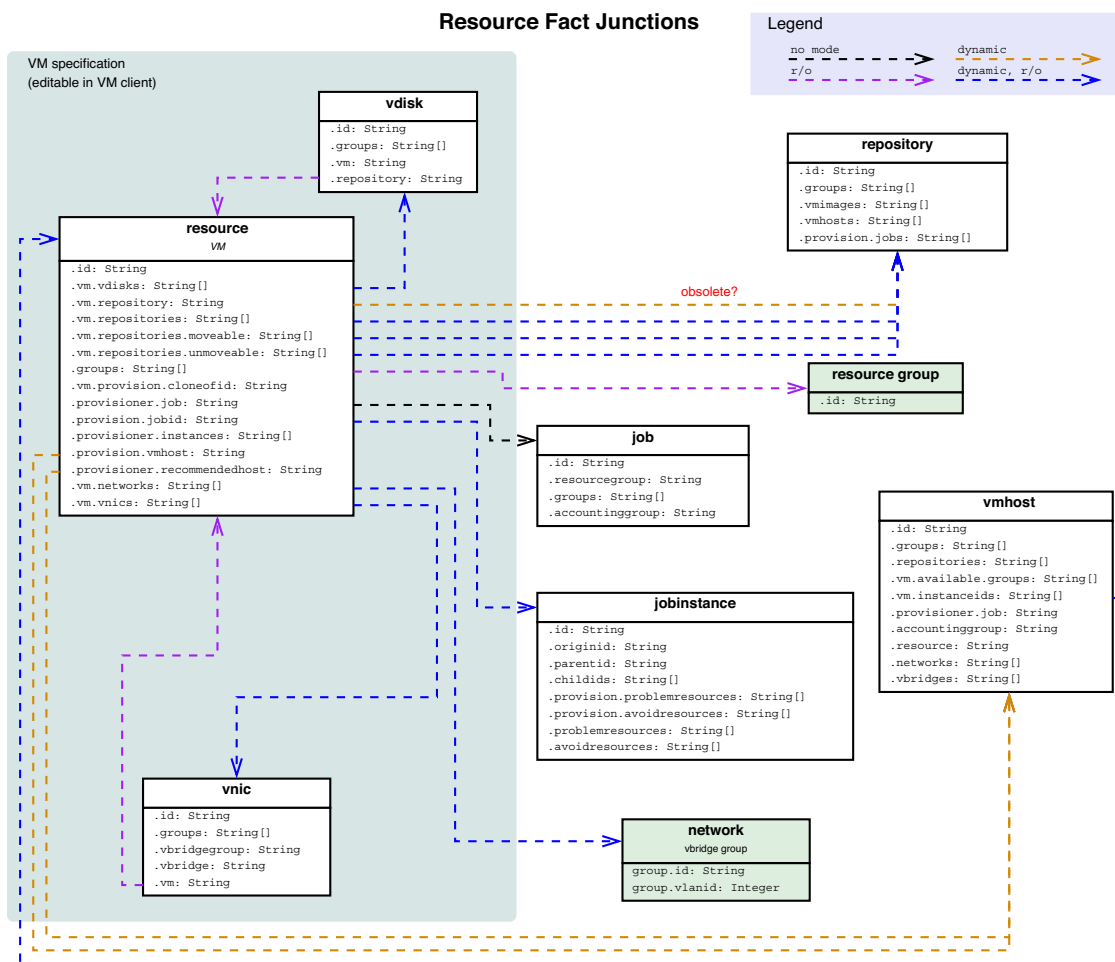 Resource Fact Junctions
Legend
no mode
dynamic
r/o
dynamic, r/o
VM specification
(editable in VM client)
vdisk
.id: String
.groups: String[]
.vm: String
.repository: String
repository
.id: String
.groups: String[]
.vmimages: String[]
.vmhosts: String[]
.provision.jobs: String[]
resource
VM
.id: String
.vm.vdisks: String[]
.vm.repository: String
.vm.repositories: String[]
.vm.repositories.moveable: String[]
.vm.repositories.unmoveable: String[]
.groups: String[]
.vm.provision.cloneofid: String
.provisioner.job: String
.provision.jobid: String
.provisioner.instances: String[]
.provision.vmhost: String
.provisioner.recommendedhost: String
.vm.networks: String[]
.vm.vnics: String[]
obsolete?
resource group
.id: String
job
.id: String
.resourcegroup: String
.groups: String[]
.accountinggroup: String
vmhost
.id: String
.groups: String[]
.repositories: String[]
.vm.available.groups: String[]
.vm.instanceids: String[]
.provisioner.job: String
.accountinggroup: String
.resource: String
.networks: String[]
.vbridges: String[]
jobinstance
.id: String
.originid: String
.parentid: String
.childids: String[]
.provision.problemresources: String[]
.provision.avoidresources: String[]
.problemresources: String[]
.avoidresources: String[]
vnic
.id: String
.groups: String[]
.vbridgegroup: String
.vbridge: String
.vm: String
network
vbridge group
group.id: String
group.vlanid: Integer